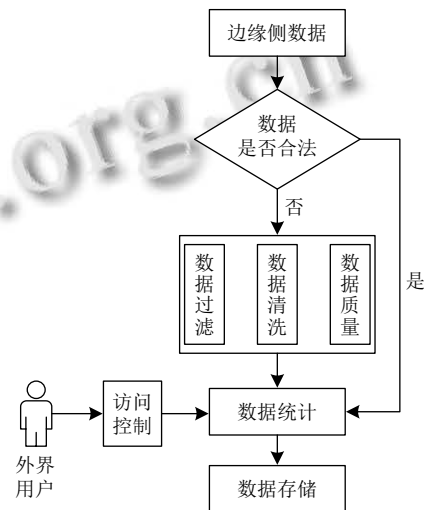 边缘侧数据
数据
是否合法
否
是
数据过滤
数据清洗
数据质量
访问
控制
数据统计
外界
用户
数据存储
.org.cn